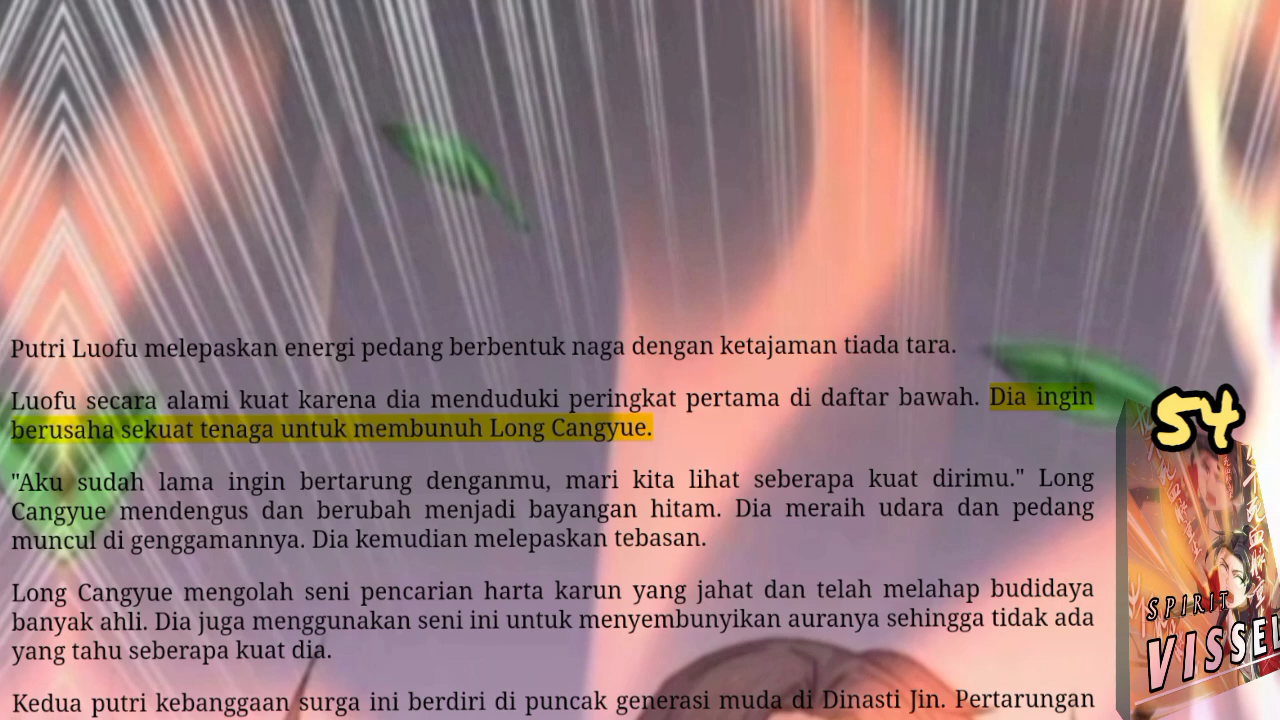 Putri Luofu melepaskan energi pedang berbentuk naga dengan ketajaman tiada tara.
Luofu secara alami kuat karena dia menduduki peringkat pertama di daftar bawah. Dia ingin
berusaha sekuat tenaga untuk membunuh Long Cangyue.
"Aku sudah lama ingin bertarung denganmu, mari kita lihat seberapa kuat dirimu." Long
Cangyue mendengus dan berubah menjadi bayangan hitam. Dia meraih udara dan pedang
muncul di genggamannya. Dia kemudian melepaskan tebasan.
Long Cangyue mengolah seni pencarian harta karun yang jahat dan telah melahap budidaya
banyak ahli. Dia juga menggunakan seni ini untuk menyembunyikan auranya sehingga tidak ada
yang tahu seberapa kuat dia.
Kedua putri kebanggaan surga ini berdiri di puncak generasi muda di Dinasti Jin. Pertarungan
54
SPIRIT
VISSEL